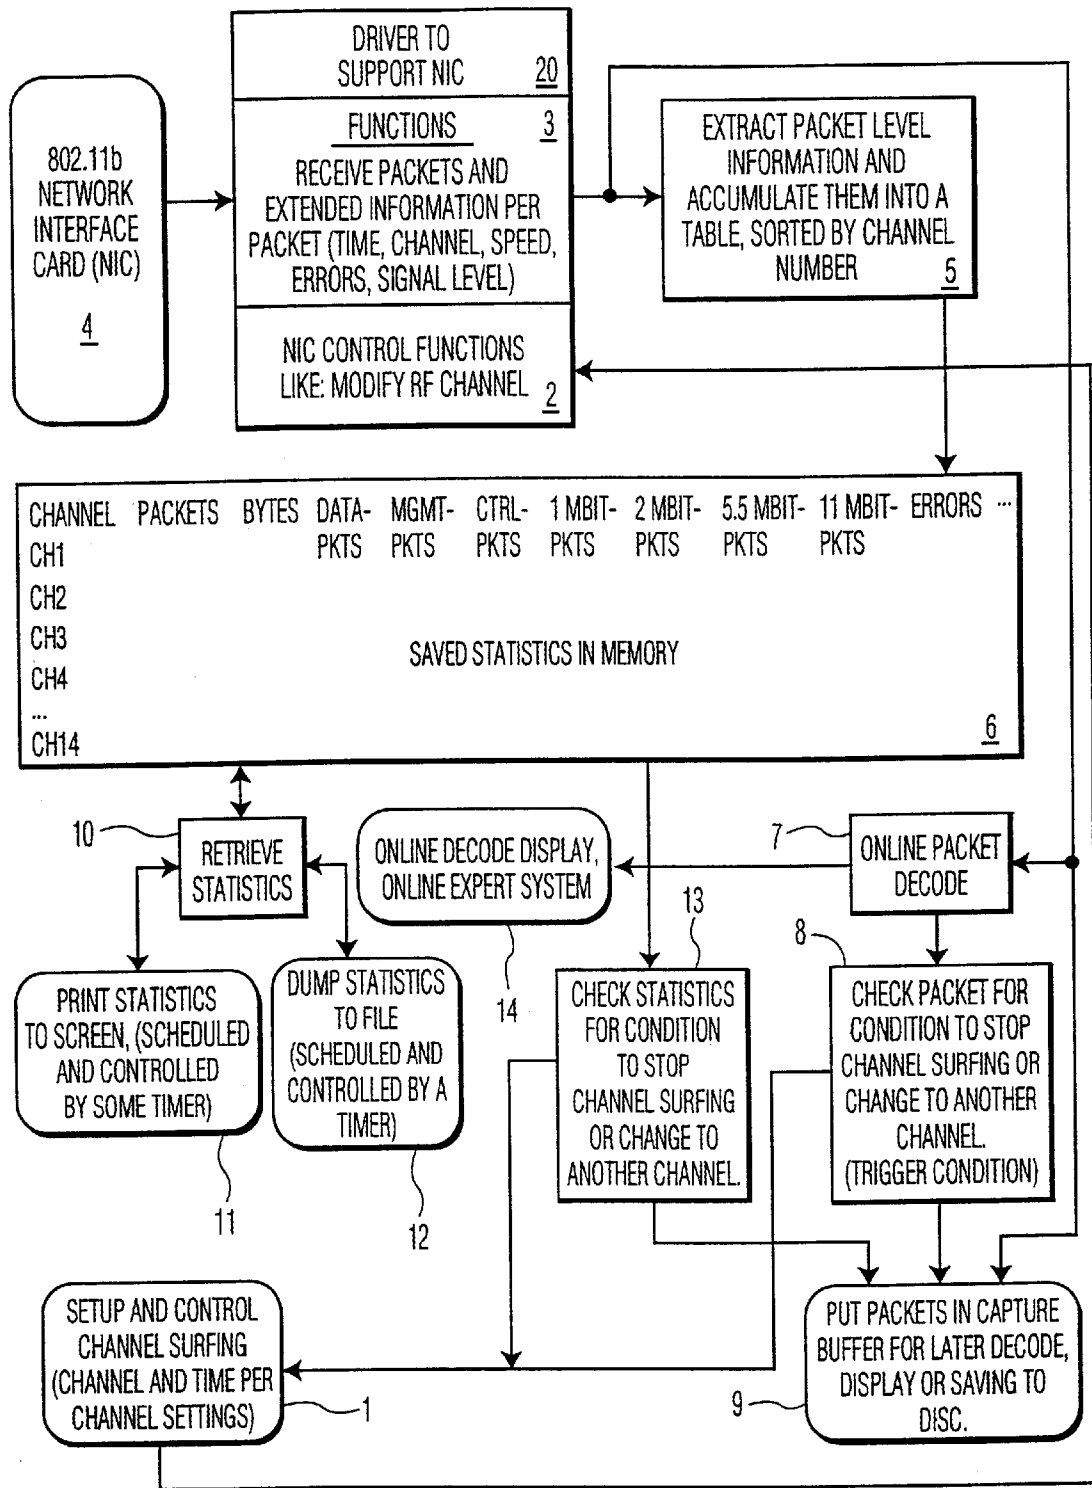 DRIVER TO
SUPPORT NIC
20
802.11b
NETWORK
INTERFACE
CARD (NIC)
4
FUNCTIONS
3
RECEIVE PACKETS AND
EXTENDED INFORMATION PER
PACKET (TIME, CHANNEL, SPEED,
ERRORS, SIGNAL LEVEL)
NIC CONTROL FUNCTIONS
LIKE: MODIFY RF CHANNEL
2
EXTRACT PACKET LEVEL
INFORMATION AND
ACCUMULATE THEM INTO A
TABLE, SORTED BY CHANNEL
NUMBER
5
CHANNEL PACKETS BYTES DATA- MGMT- CTRL- 1 MBIT- 2 MBIT- 5.5 MBIT- 11 MBIT- ERRORS ...
PKTS PKTS PKTS PKTS PKTS PKTS PKTS
CH1
CH2
CH3
CH4
...
CH14
SAVED STATISTICS IN MEMORY
6
10
RETRIEVE
STATISTICS
ONLINE DECODE DISPLAY,
ONLINE EXPERT SYSTEM
14
7
ONLINE PACKET
DECODE
PRINT STATISTICS
TO SCREEN, (SCHEDULED
AND CONTROLLED
BY SOME TIMER)
11
DUMP STATISTICS
TO FILE
(SCHEDULED AND
CONTROLLED BY A
TIMER)
12
13
CHECK STATISTICS
FOR CONDITION
TO STOP
CHANNEL SURFING
OR CHANGE TO
ANOTHER CHANNEL.
8
CHECK PACKET FOR
CONDITION TO STOP
CHANNEL SURFING OR
CHANGE TO ANOTHER
CHANNEL.
(TRIGGER CONDITION)
SETUP AND CONTROL
CHANNEL SURFING
(CHANNEL AND TIME PER
CHANNEL SETTINGS)
1
PUT PACKETS IN CAPTURE
BUFFER FOR LATER DECODE,
DISPLAY OR SAVING TO
DISC.
9